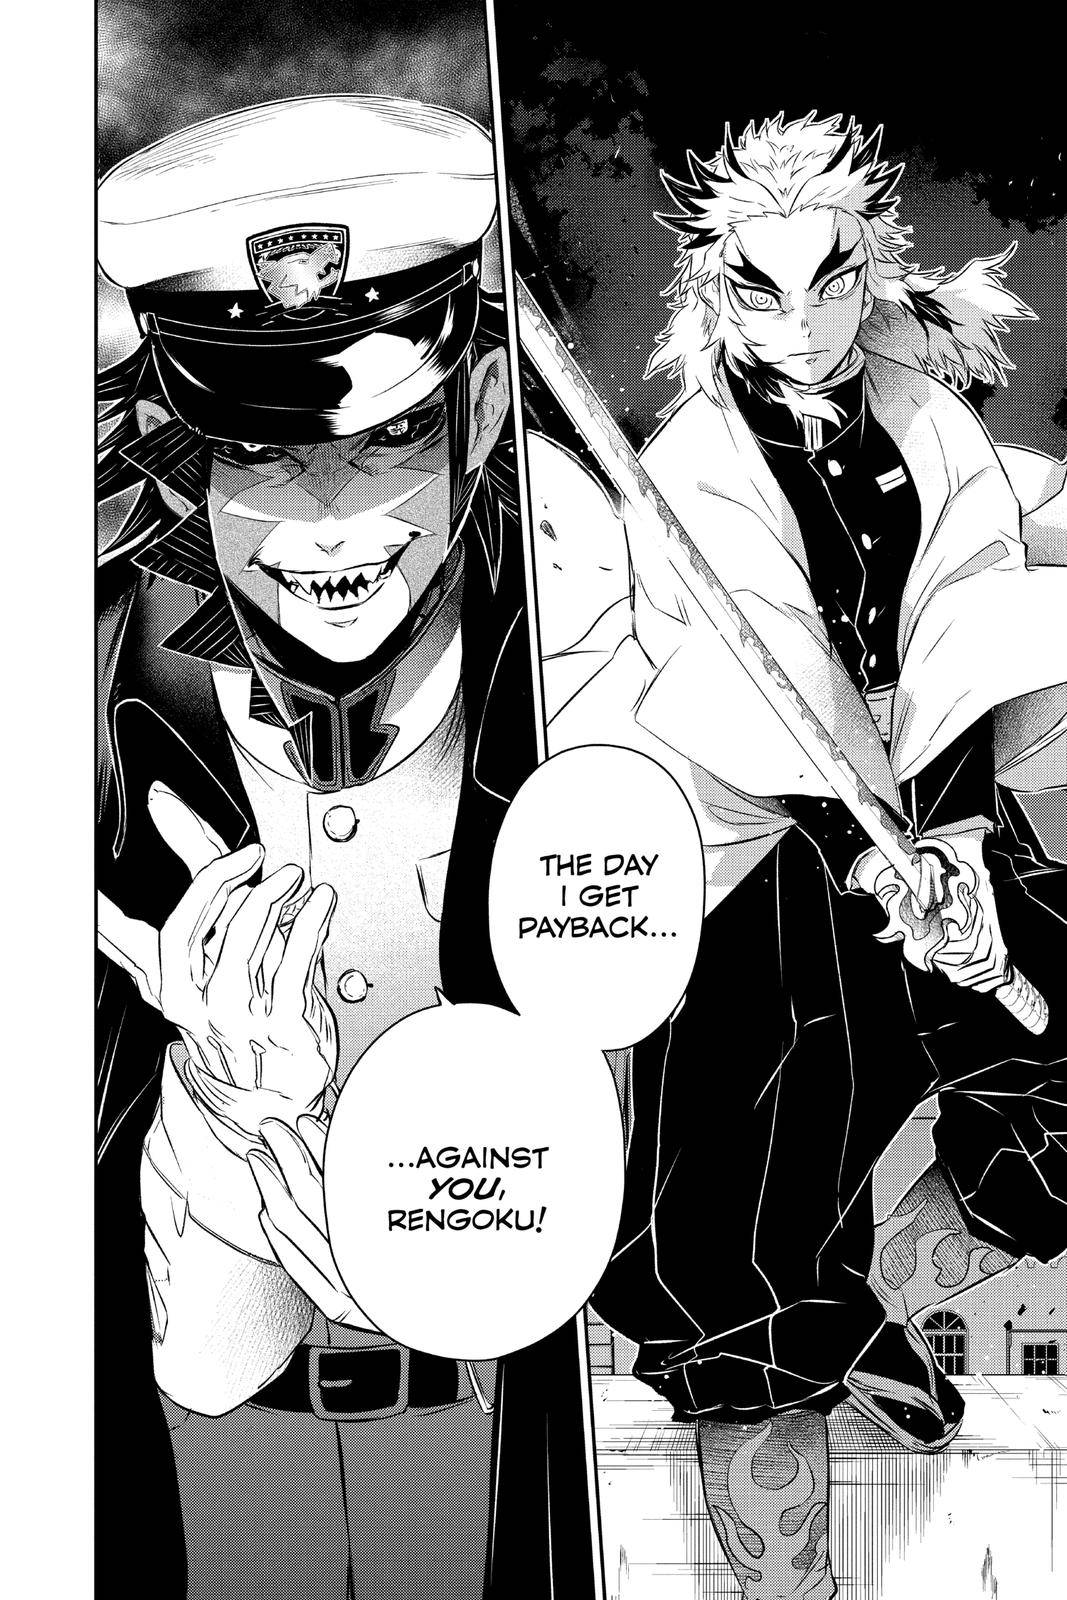 THE DAY
I GET
PAYBACK...
...AGAINST
YOU,
RENGOKU!